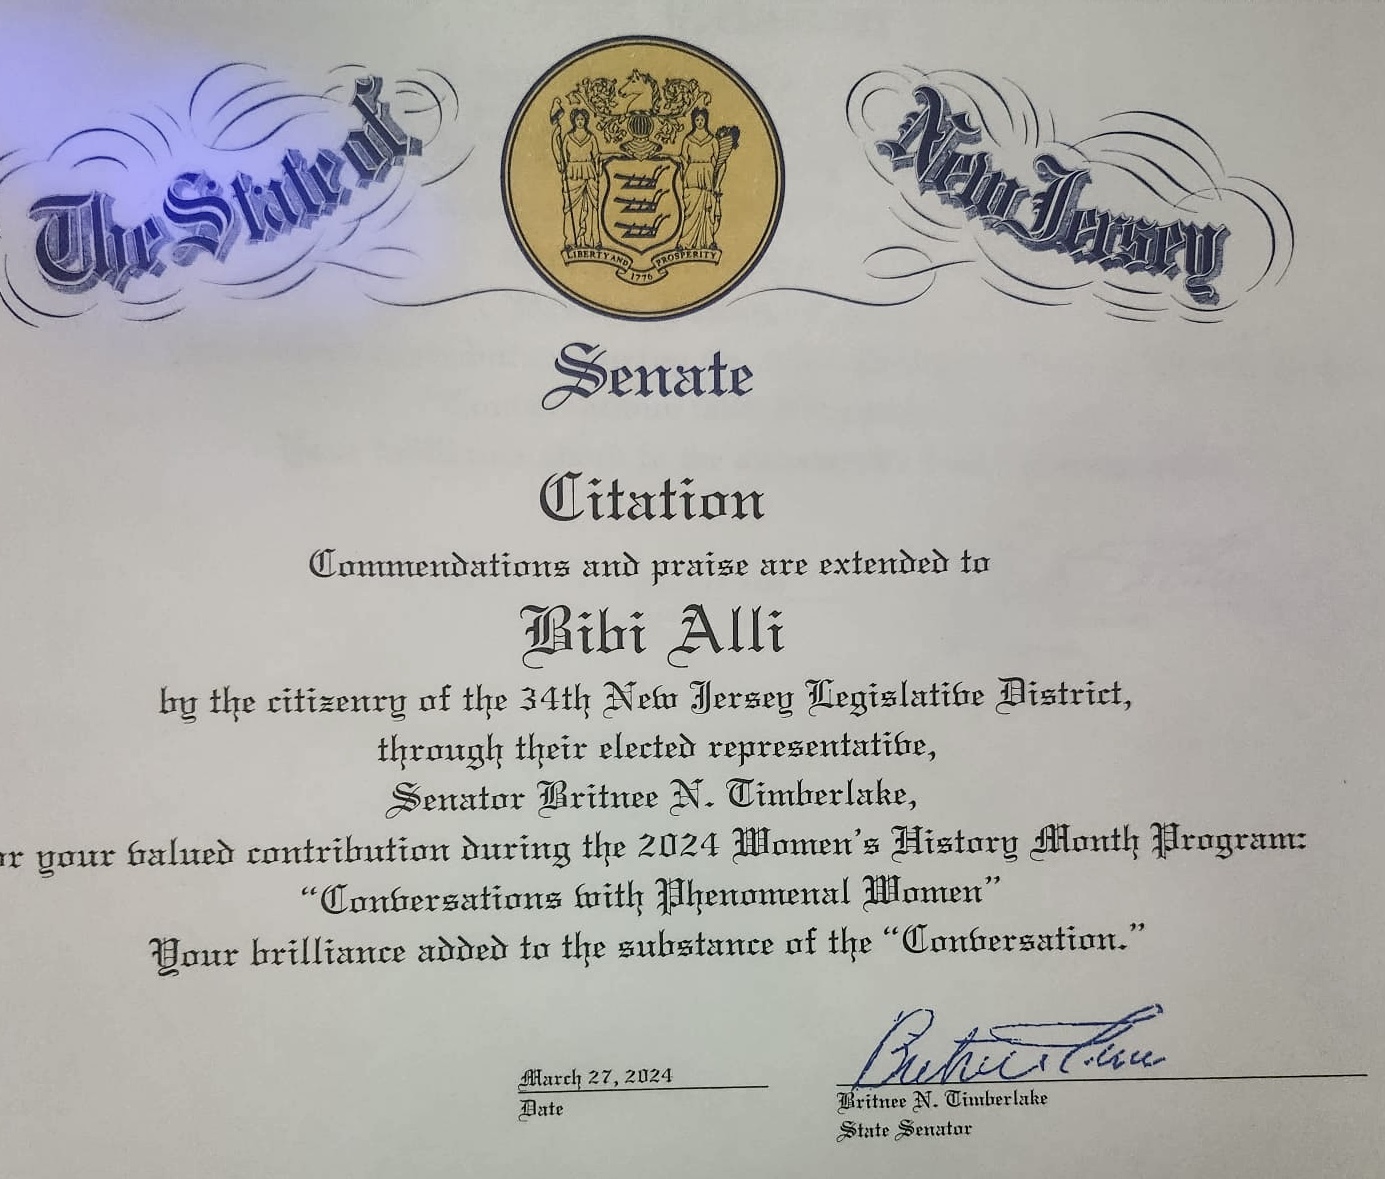 The State of New Jersey
LIBERTY AND PROSPERITY
1776
Senate
Citation
Commendations and praise are extended to
Bibi Alli
by the citizenry of the 34th New Jersey Legislative District,
through their elected representative,
Senator Britnee N. Timberlake,
your valued contribution during the 2024 Women's History Month Program:
"Conversations with Phenomenal Women"
Your brilliance added to the substance of the "Conversation."
March 27, 2024
Date
Britnee N. Timberlake
State Senator